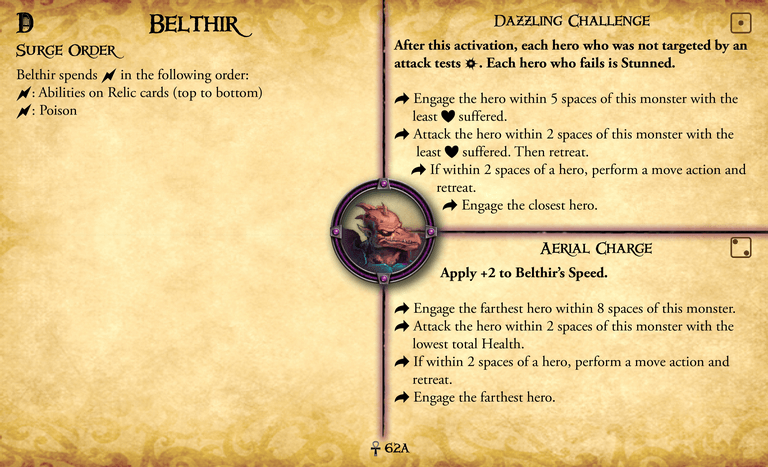 D
BELTHIR
SURGE ORDER
Belthir spends in the following order:
: Abilities on Relic cards (top to bottom)
: Poison
DAZZLING CHALLENGE
After this activation, each hero who was not targeted by an
attack tests . Each hero who fails is Stunned.
Engage the hero within 5 spaces of this monster with the
least suffered.
Attack the hero within 2 spaces of this monster with the
least suffered. Then retreat.
If within 2 spaces of a hero, perform a move action and
retreat.
Engage the closest hero.
AERIAL CHARGE
Apply +2 to Belthir's Speed.
Engage the farthest hero within 8 spaces of this monster.
Attack the hero within 2 spaces of this monster with the
lowest total Health.
If within 2 spaces of a hero, perform a move action and
retreat.
Engage the farthest hero.
62A